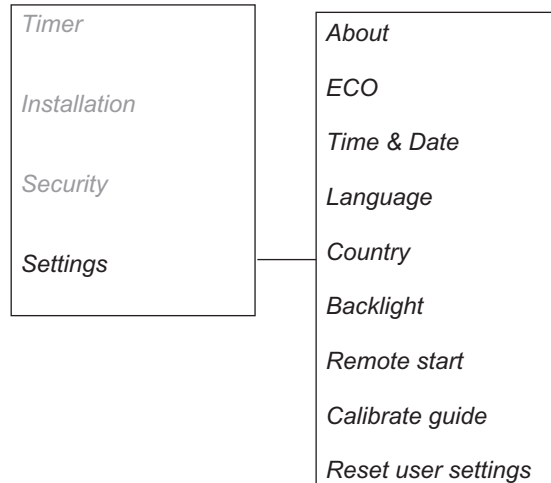 Timer
Installation
Security
Settings
About
ECO
Time & Date
Language
Country
Backlight
Remote start
Calibrate guide
Reset user settings